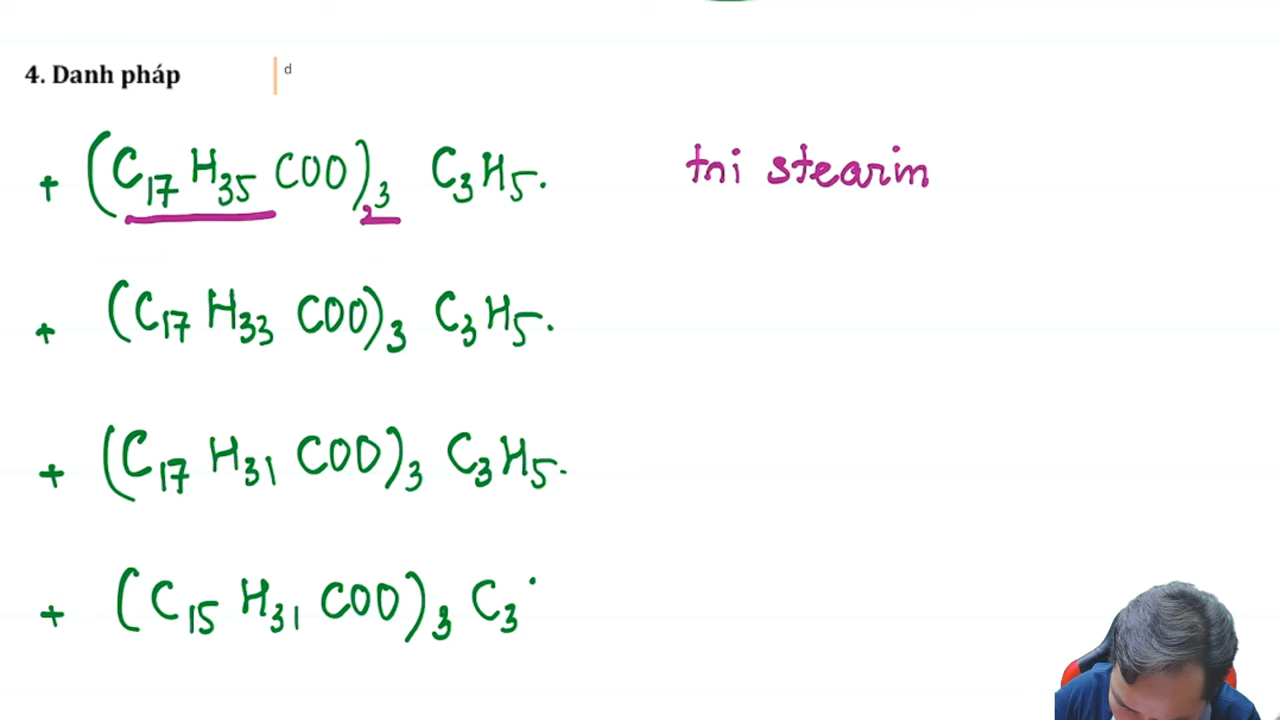 4. Danh pháp d
+ (C₁₇H₃₅COO)₃ C₃H₅. tri stearin
+ (C₁₇H₃₃COO)₃ C₃H₅.
+ (C₁₇H₃₁COO)₃ C₃H₅.
+ (C₁₅H₃₁COO)₃ C₃